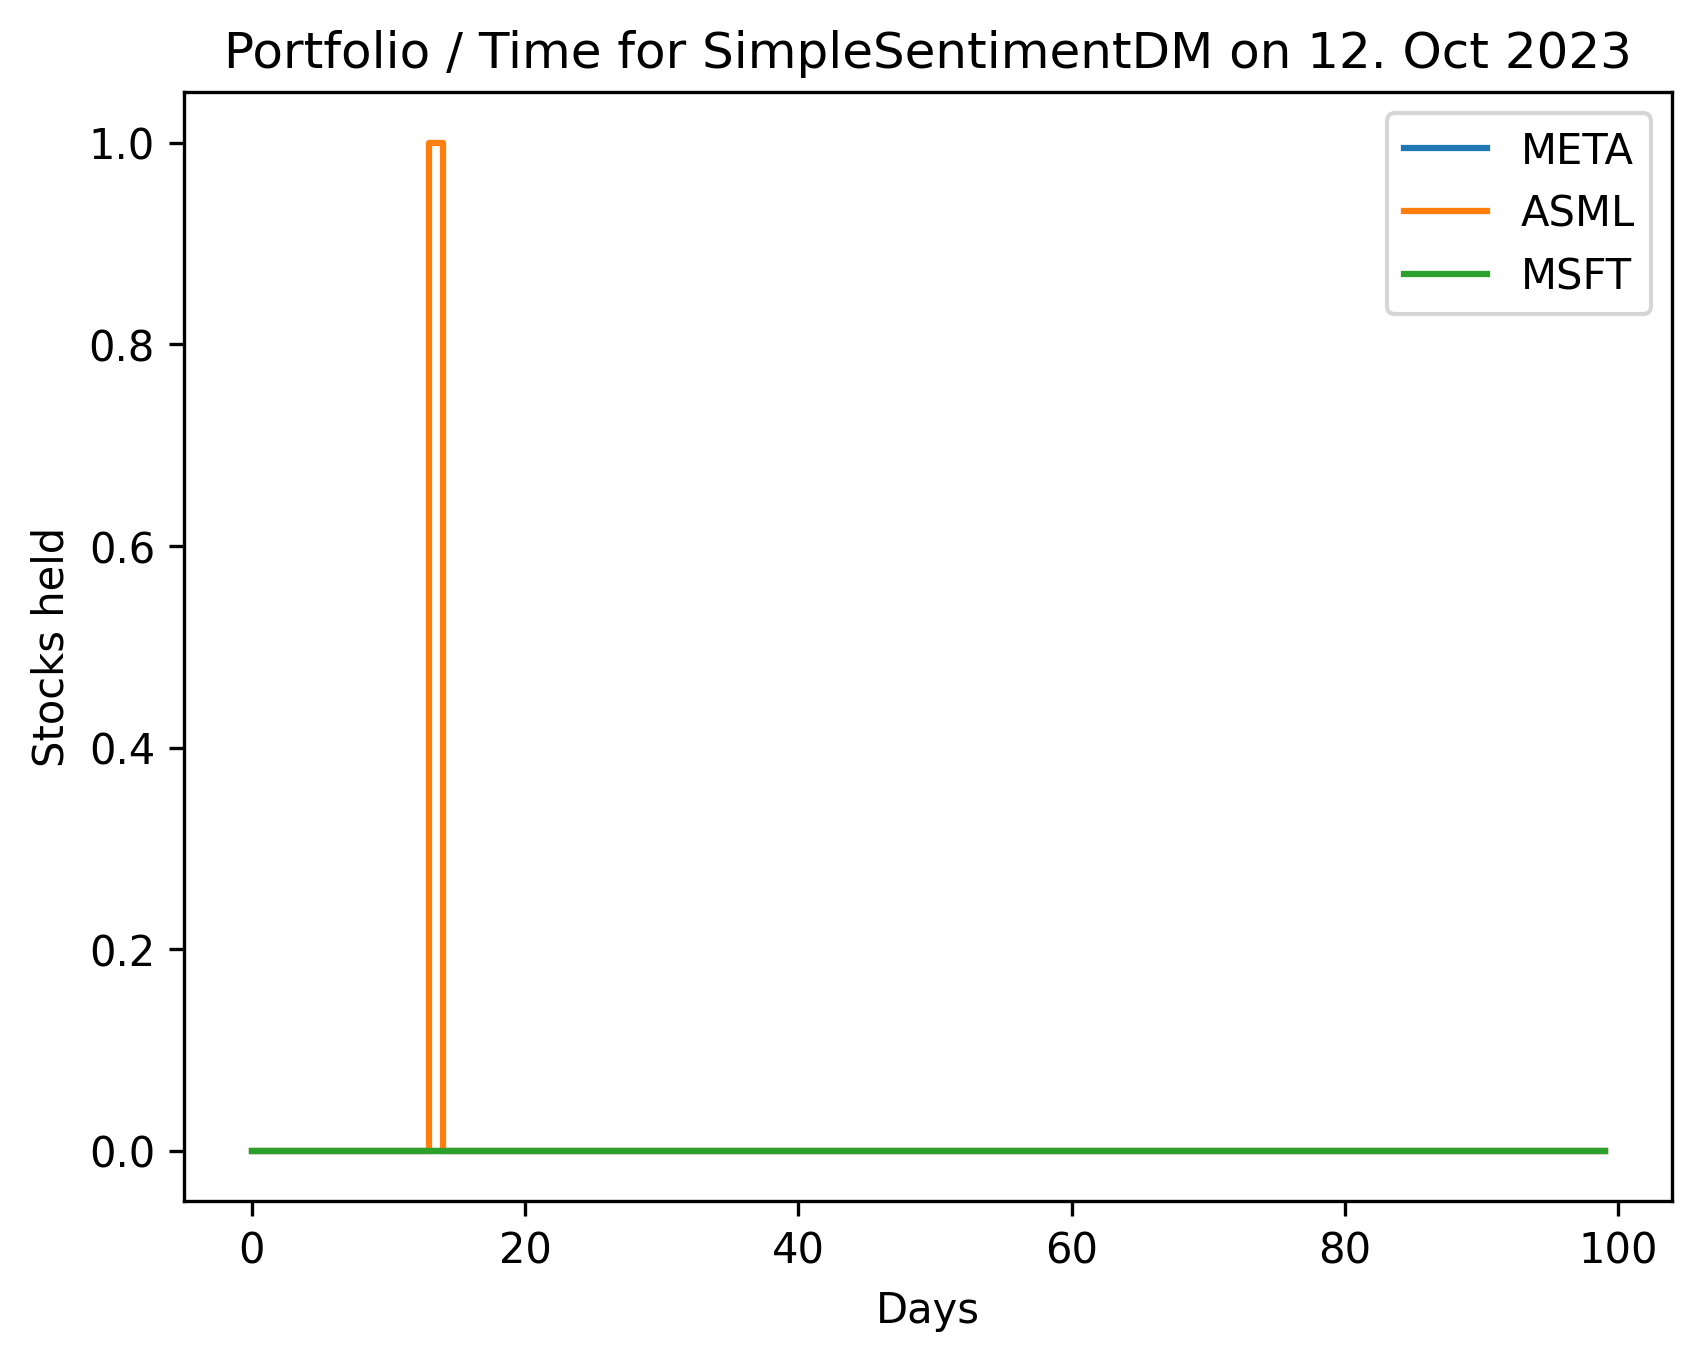 Portfolio / Time for SimpleSentimentDM on 12. Oct 2023
META
ASML
MSFT
Stocks held
1.0
0.8
0.6
0.4
0.2
0.0
0 20 40 60 80 100
Days